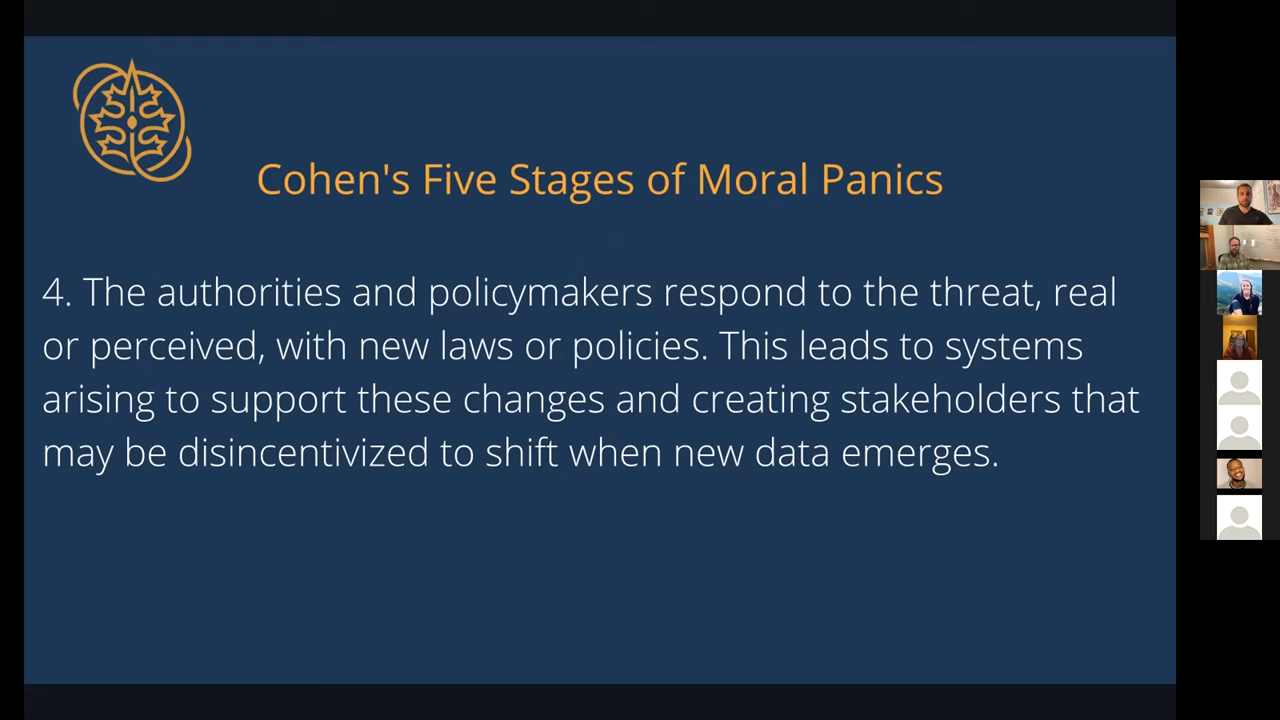 Cohen's Five Stages of Moral Panics
4. The authorities and policymakers respond to the threat, real
or perceived, with new laws or policies. This leads to systems
arising to support these changes and creating stakeholders that
may be disincentivized to shift when new data emerges.